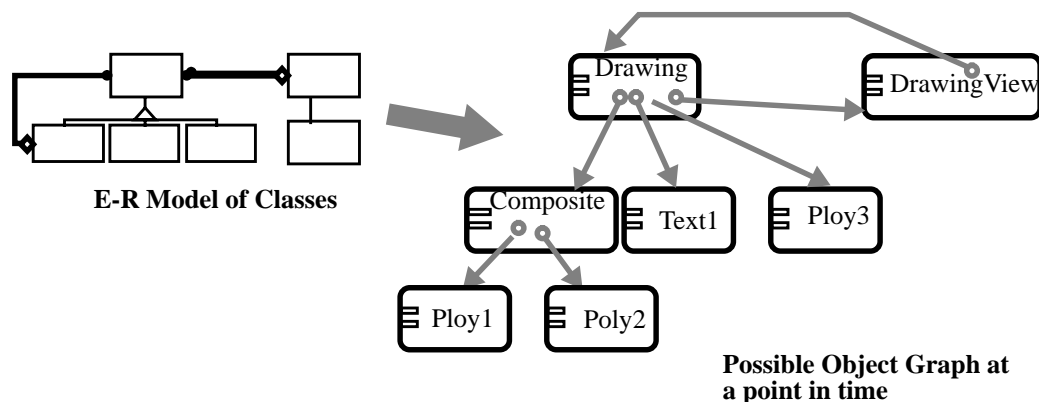 Drawing
DrawingView
E-R Model of Classes
Composite
Text1
Ploy3
Ploy1
Poly2
Possible Object Graph at
a point in time